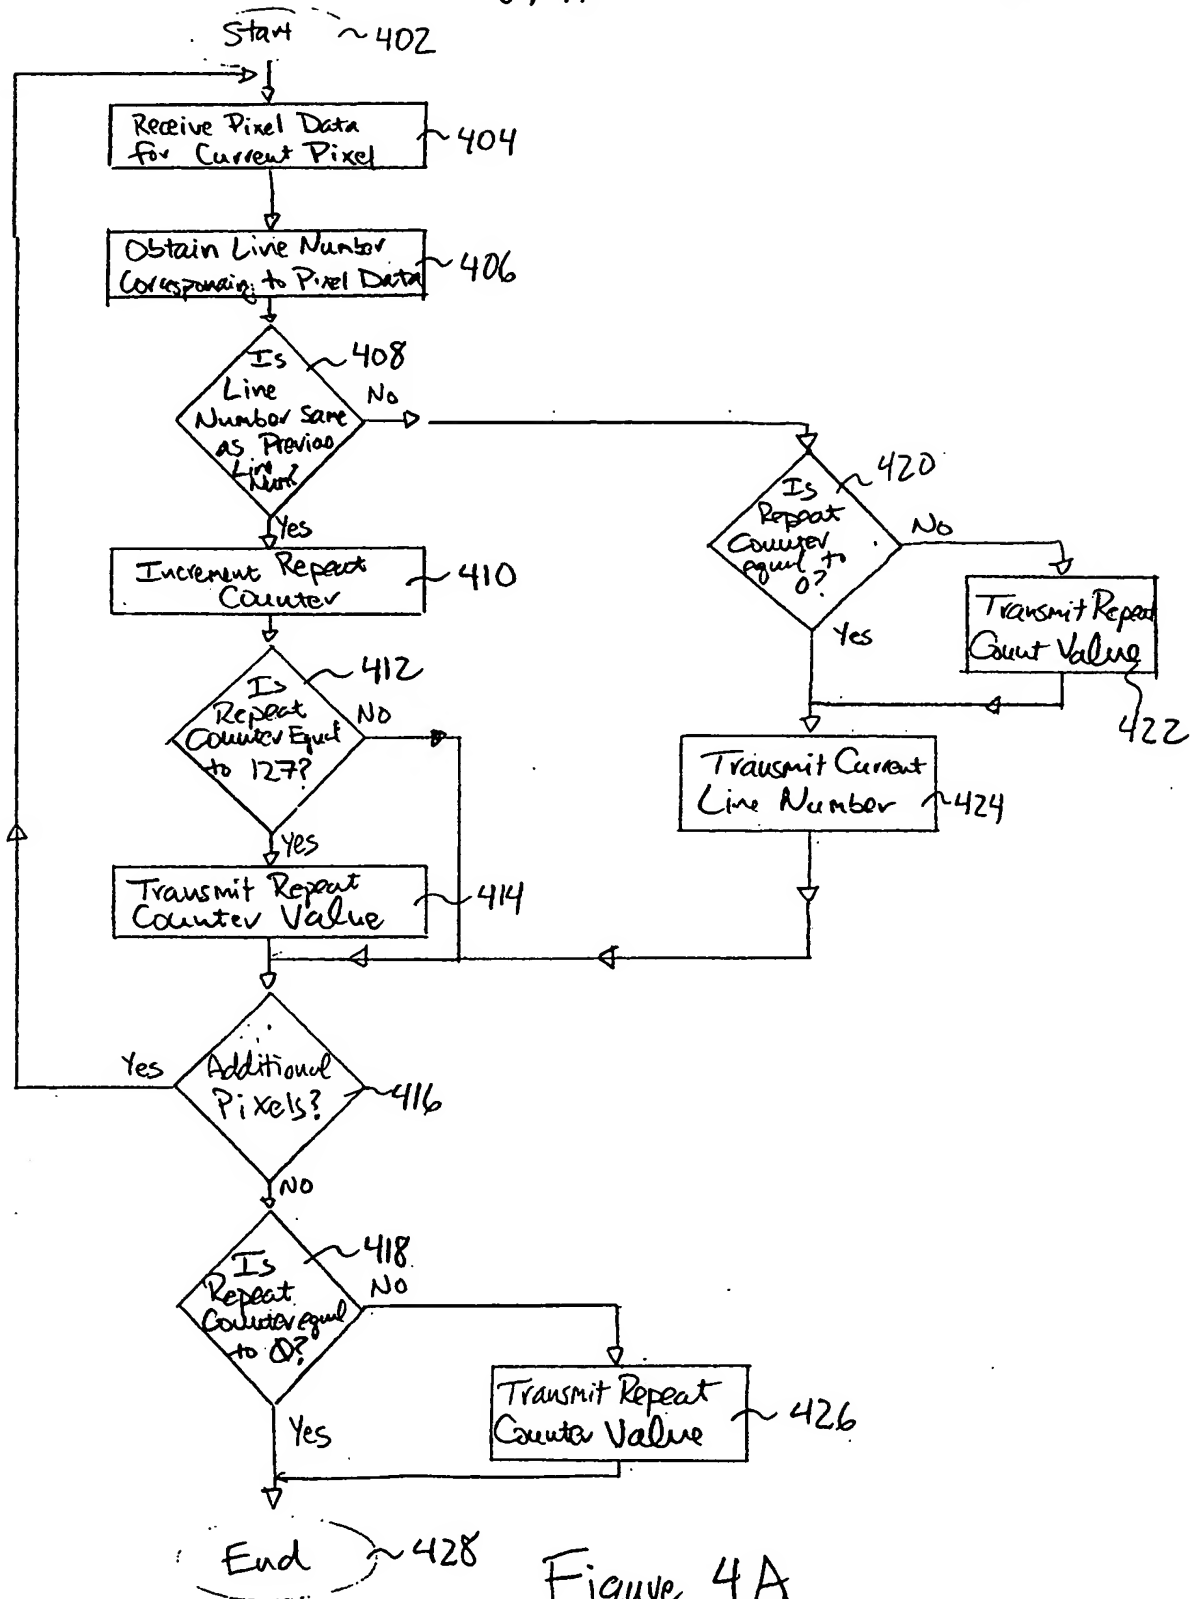 Start 402
Receive Pixel Data
for Current Pixel
404
Obtain Line Number
Corresponding to Pixel Data
406
Is
Line
Number Same
as Previous
Line
Num?
408
No
Yes
Increment Repeat
Counter
410
Is
Repeat
Counter Equal
to 127?
412
No
Yes
Transmit Repeat
Counter Value
414
Is
Repeat
Counter
equal to
0?
420
No
Yes
Transmit Repeat
Count Value
422
Transmit Current
Line Number
424
Additional
Pixels?
416
Yes
No
Is
Repeat
Counter equal
to 0?
418
No
Yes
Transmit Repeat
Counter Value
426
End 428
Figure 4A